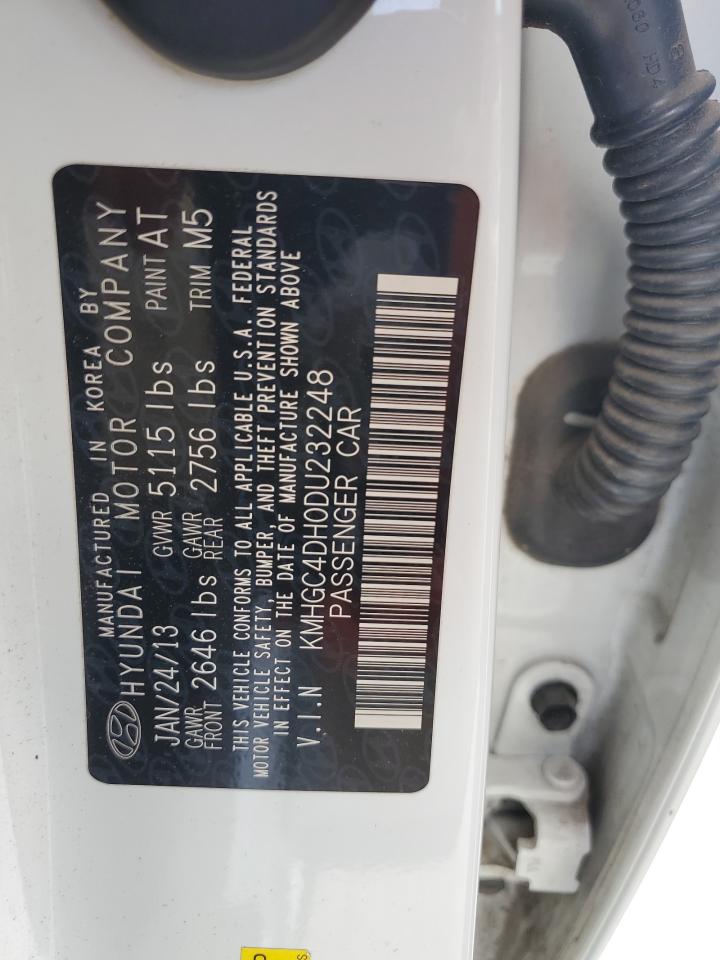 MANUFACTURED IN KOREA BY
HYUNDAI MOTOR COMPANY
JAN/24/13 GVWR 5115 lbs PAINT AT
GAWR FRONT 2646 lbs GAWR REAR 2756 lbs TRIM M5
THIS VEHICLE CONFORMS TO ALL APPLICABLE U.S.A. FEDERAL
MOTOR VEHICLE SAFETY, BUMPER, AND THEFT PREVENTION STANDARDS
IN EFFECT ON THE DATE OF MANUFACTURE SHOWN ABOVE
V.I.N KMHGC4DH0DU232248
PASSENGER CAR